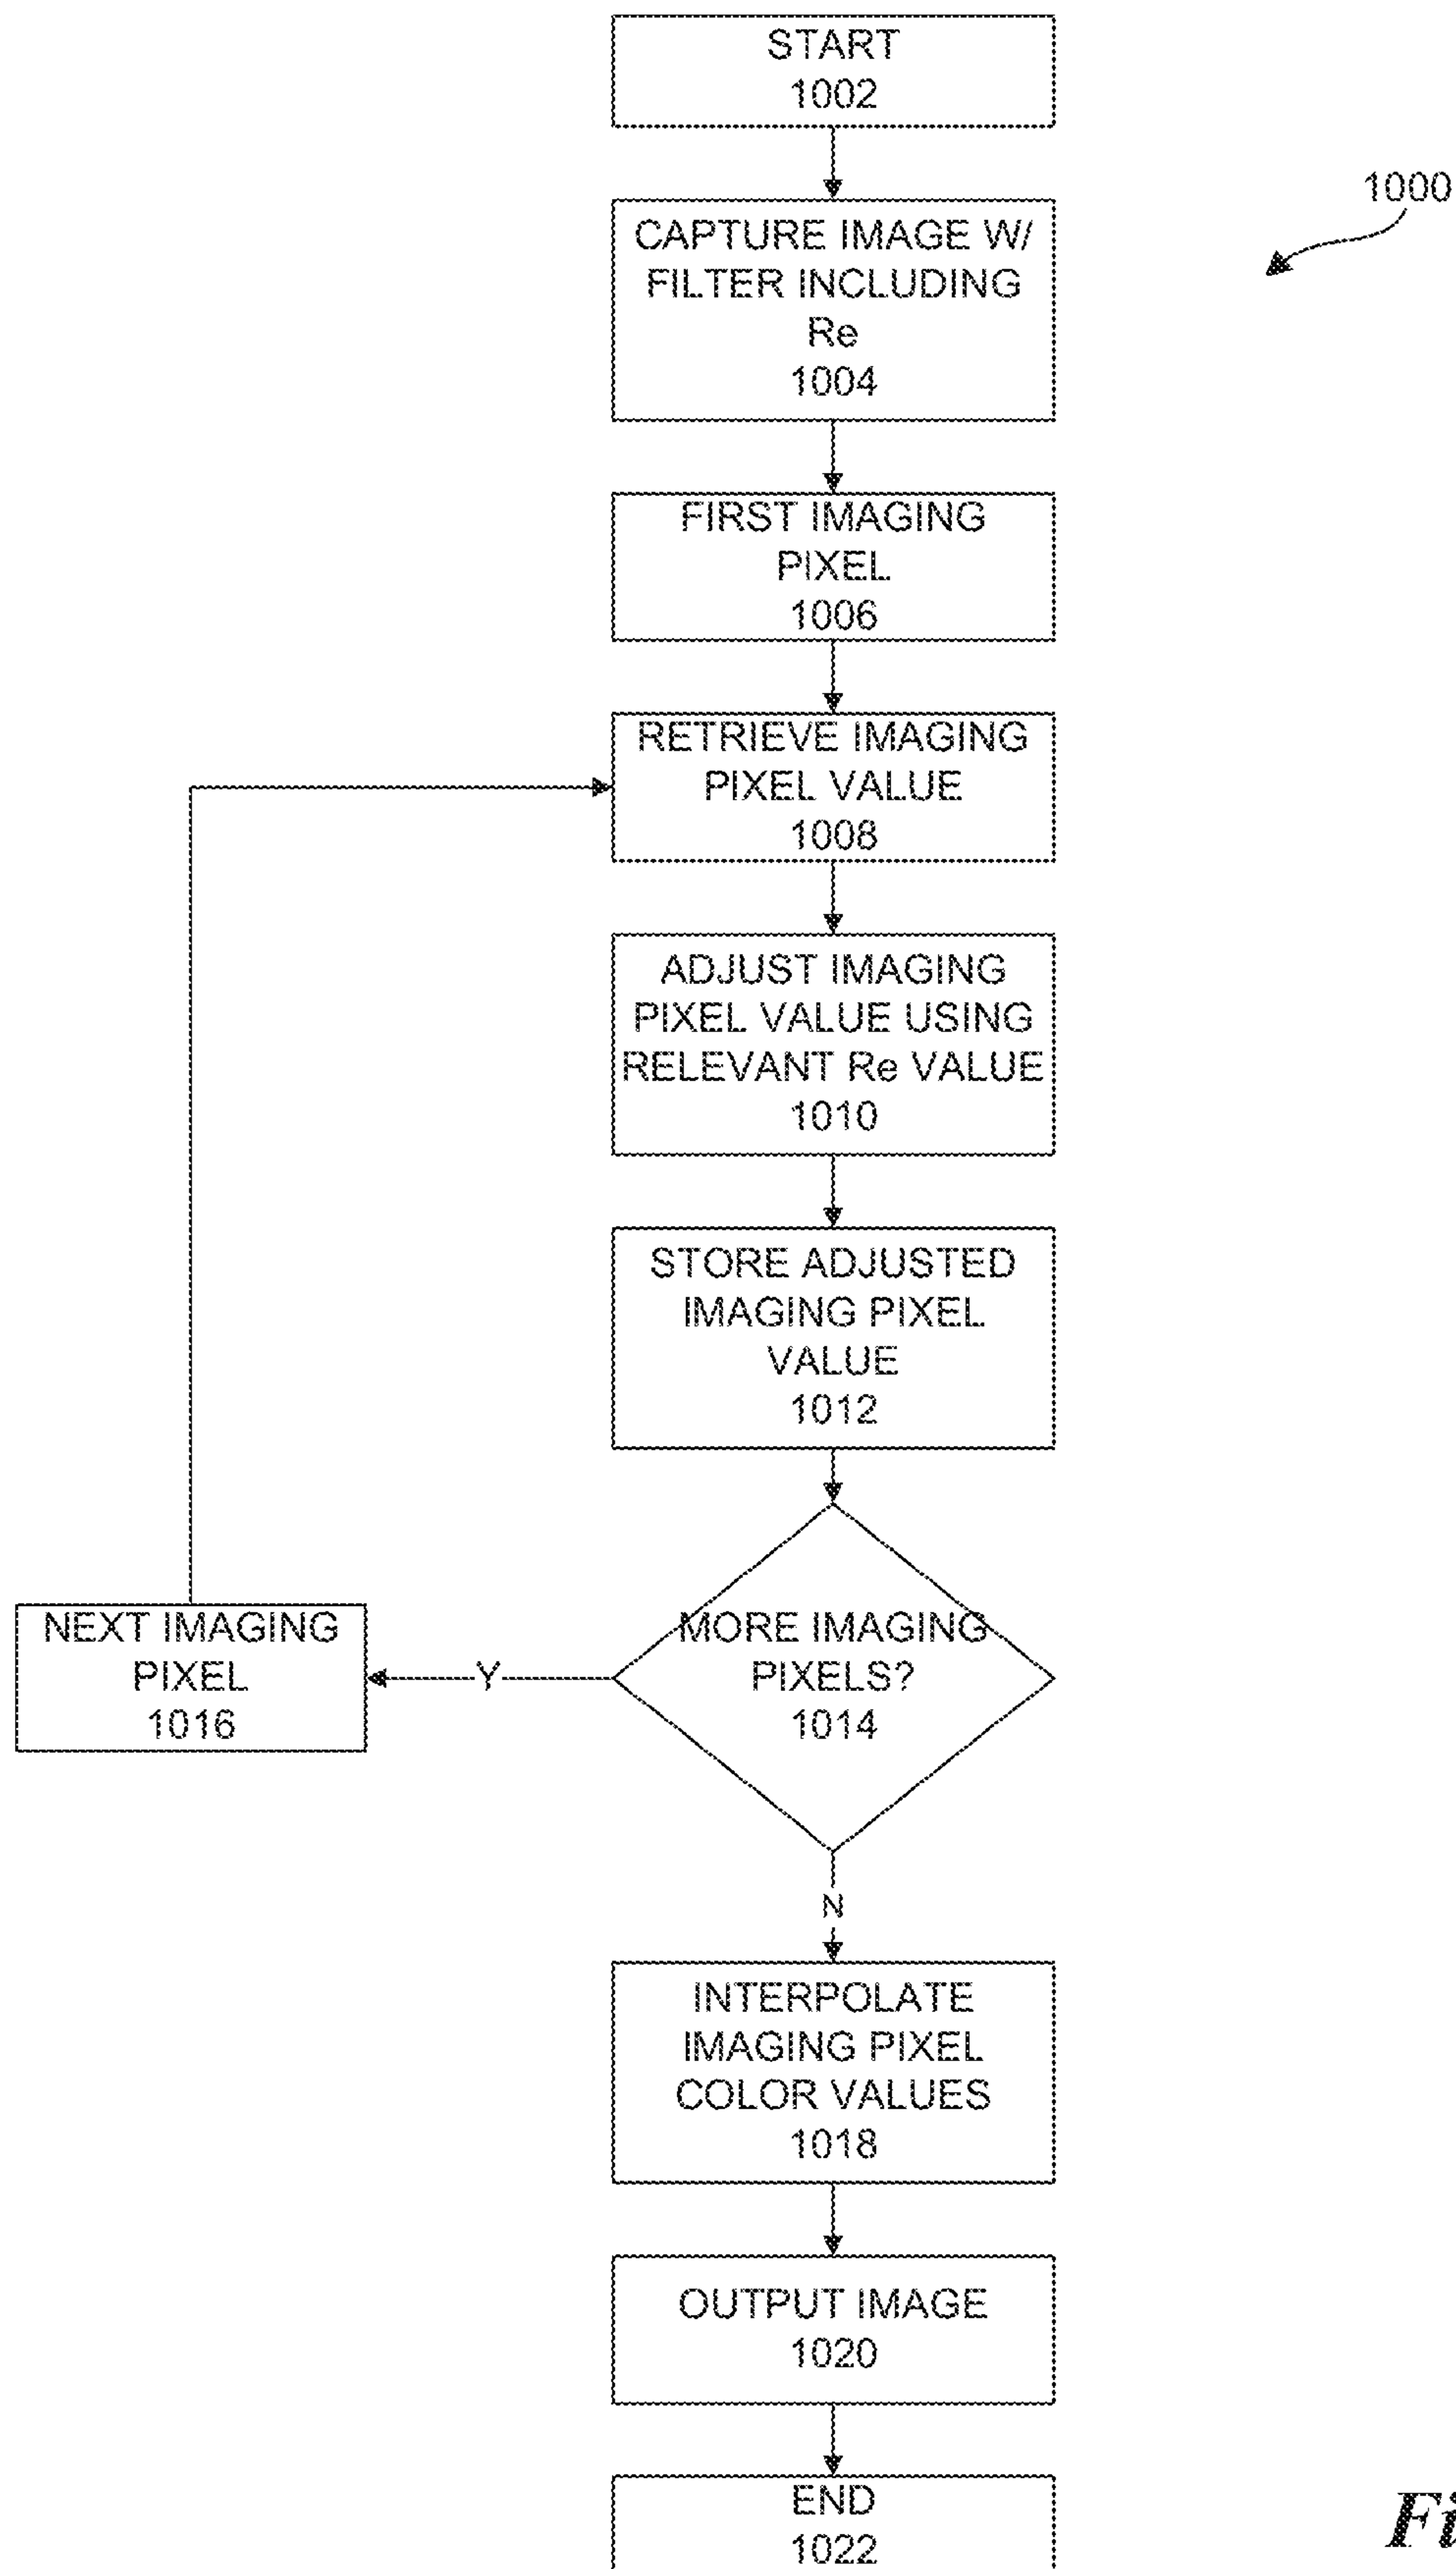 START
1002
1000
CAPTURE IMAGE W/
FILTER INCLUDING
Re
1004
FIRST IMAGING
PIXEL
1006
RETRIEVE IMAGING
PIXEL VALUE
1008
ADJUST IMAGING
PIXEL VALUE USING
RELEVANT Re VALUE
1010
STORE ADJUSTED
IMAGING PIXEL
VALUE
1012
MORE IMAGING
PIXELS?
1014
Y
NEXT IMAGING
PIXEL
1016
N
INTERPOLATE
IMAGING PIXEL
COLOR VALUES
1018
OUTPUT IMAGE
1020
END
1022